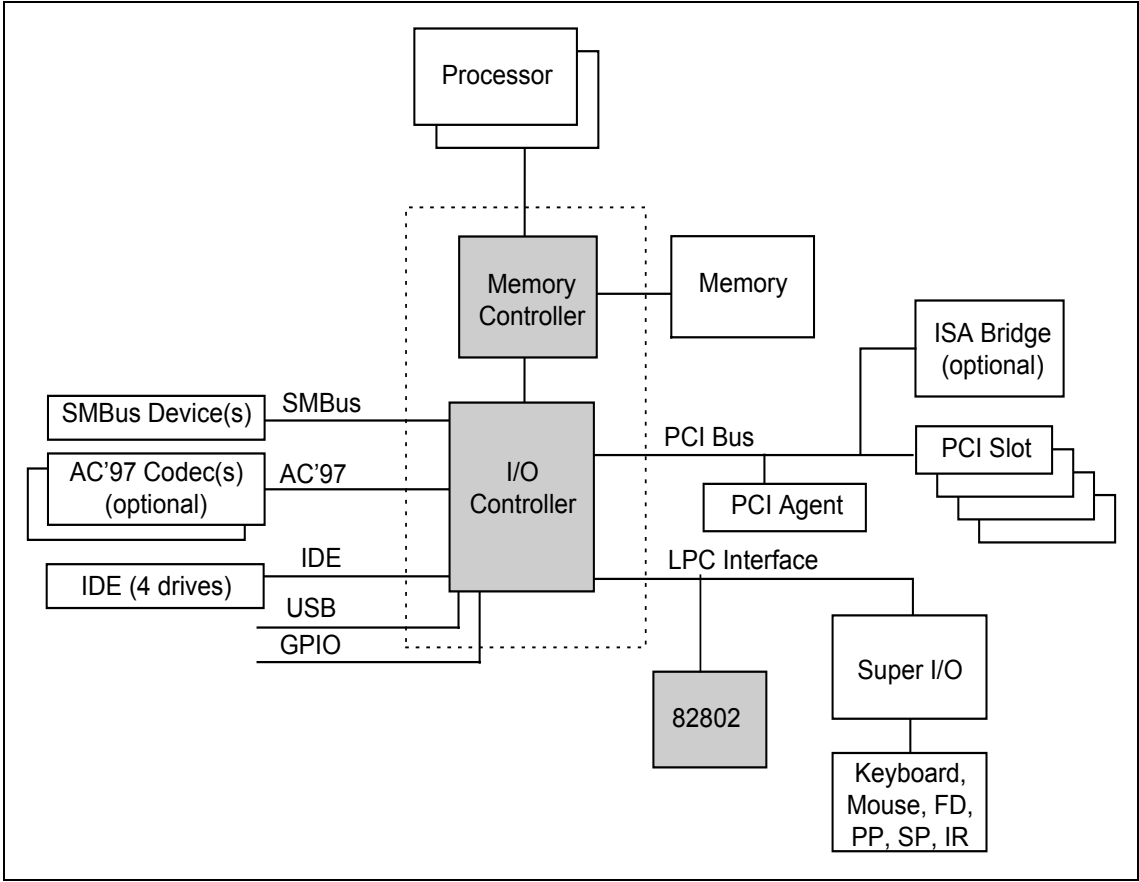 Processor
Memory
Controller
Memory
ISA Bridge
(optional)
SMBus Device(s)
SMBus
PCI Bus
PCI Slot
AC'97 Codec(s)
(optional)
AC'97
I/O
Controller
PCI Agent
IDE (4 drives)
IDE
LPC Interface
USB
GPIO
82802
Super I/O
Keyboard,
Mouse, FD,
PP, SP, IR